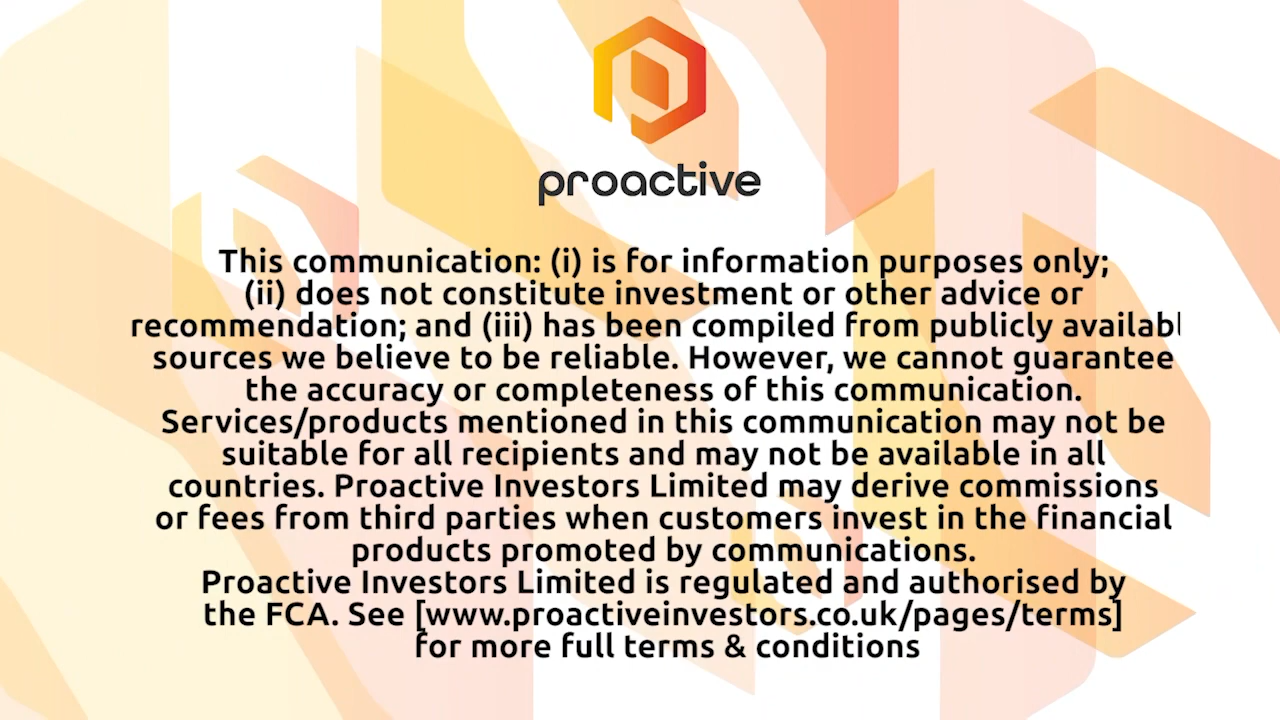 proactive
This communication: (i) is for information purposes only;
(ii) does not constitute investment or other advice or
recommendation; and (iii) has been compiled from publicly availabl
sources we believe to be reliable. However, we cannot guarantee
the accuracy or completeness of this communication.
Services/products mentioned in this communication may not be
suitable for all recipients and may not be available in all
countries. Proactive Investors Limited may derive commissions
or fees from third parties when customers invest in the financial
products promoted by communications.
Proactive Investors Limited is regulated and authorised by
the FCA. See [www.proactiveinvestors.co.uk/pages/terms]
for more full terms & conditions